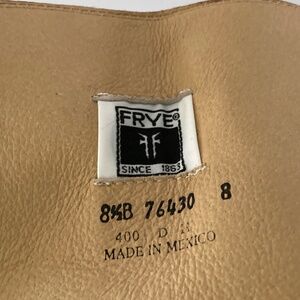 FRYE®
SINCE 1863
8½B 76430 8
400 D
MADE IN MEXICO